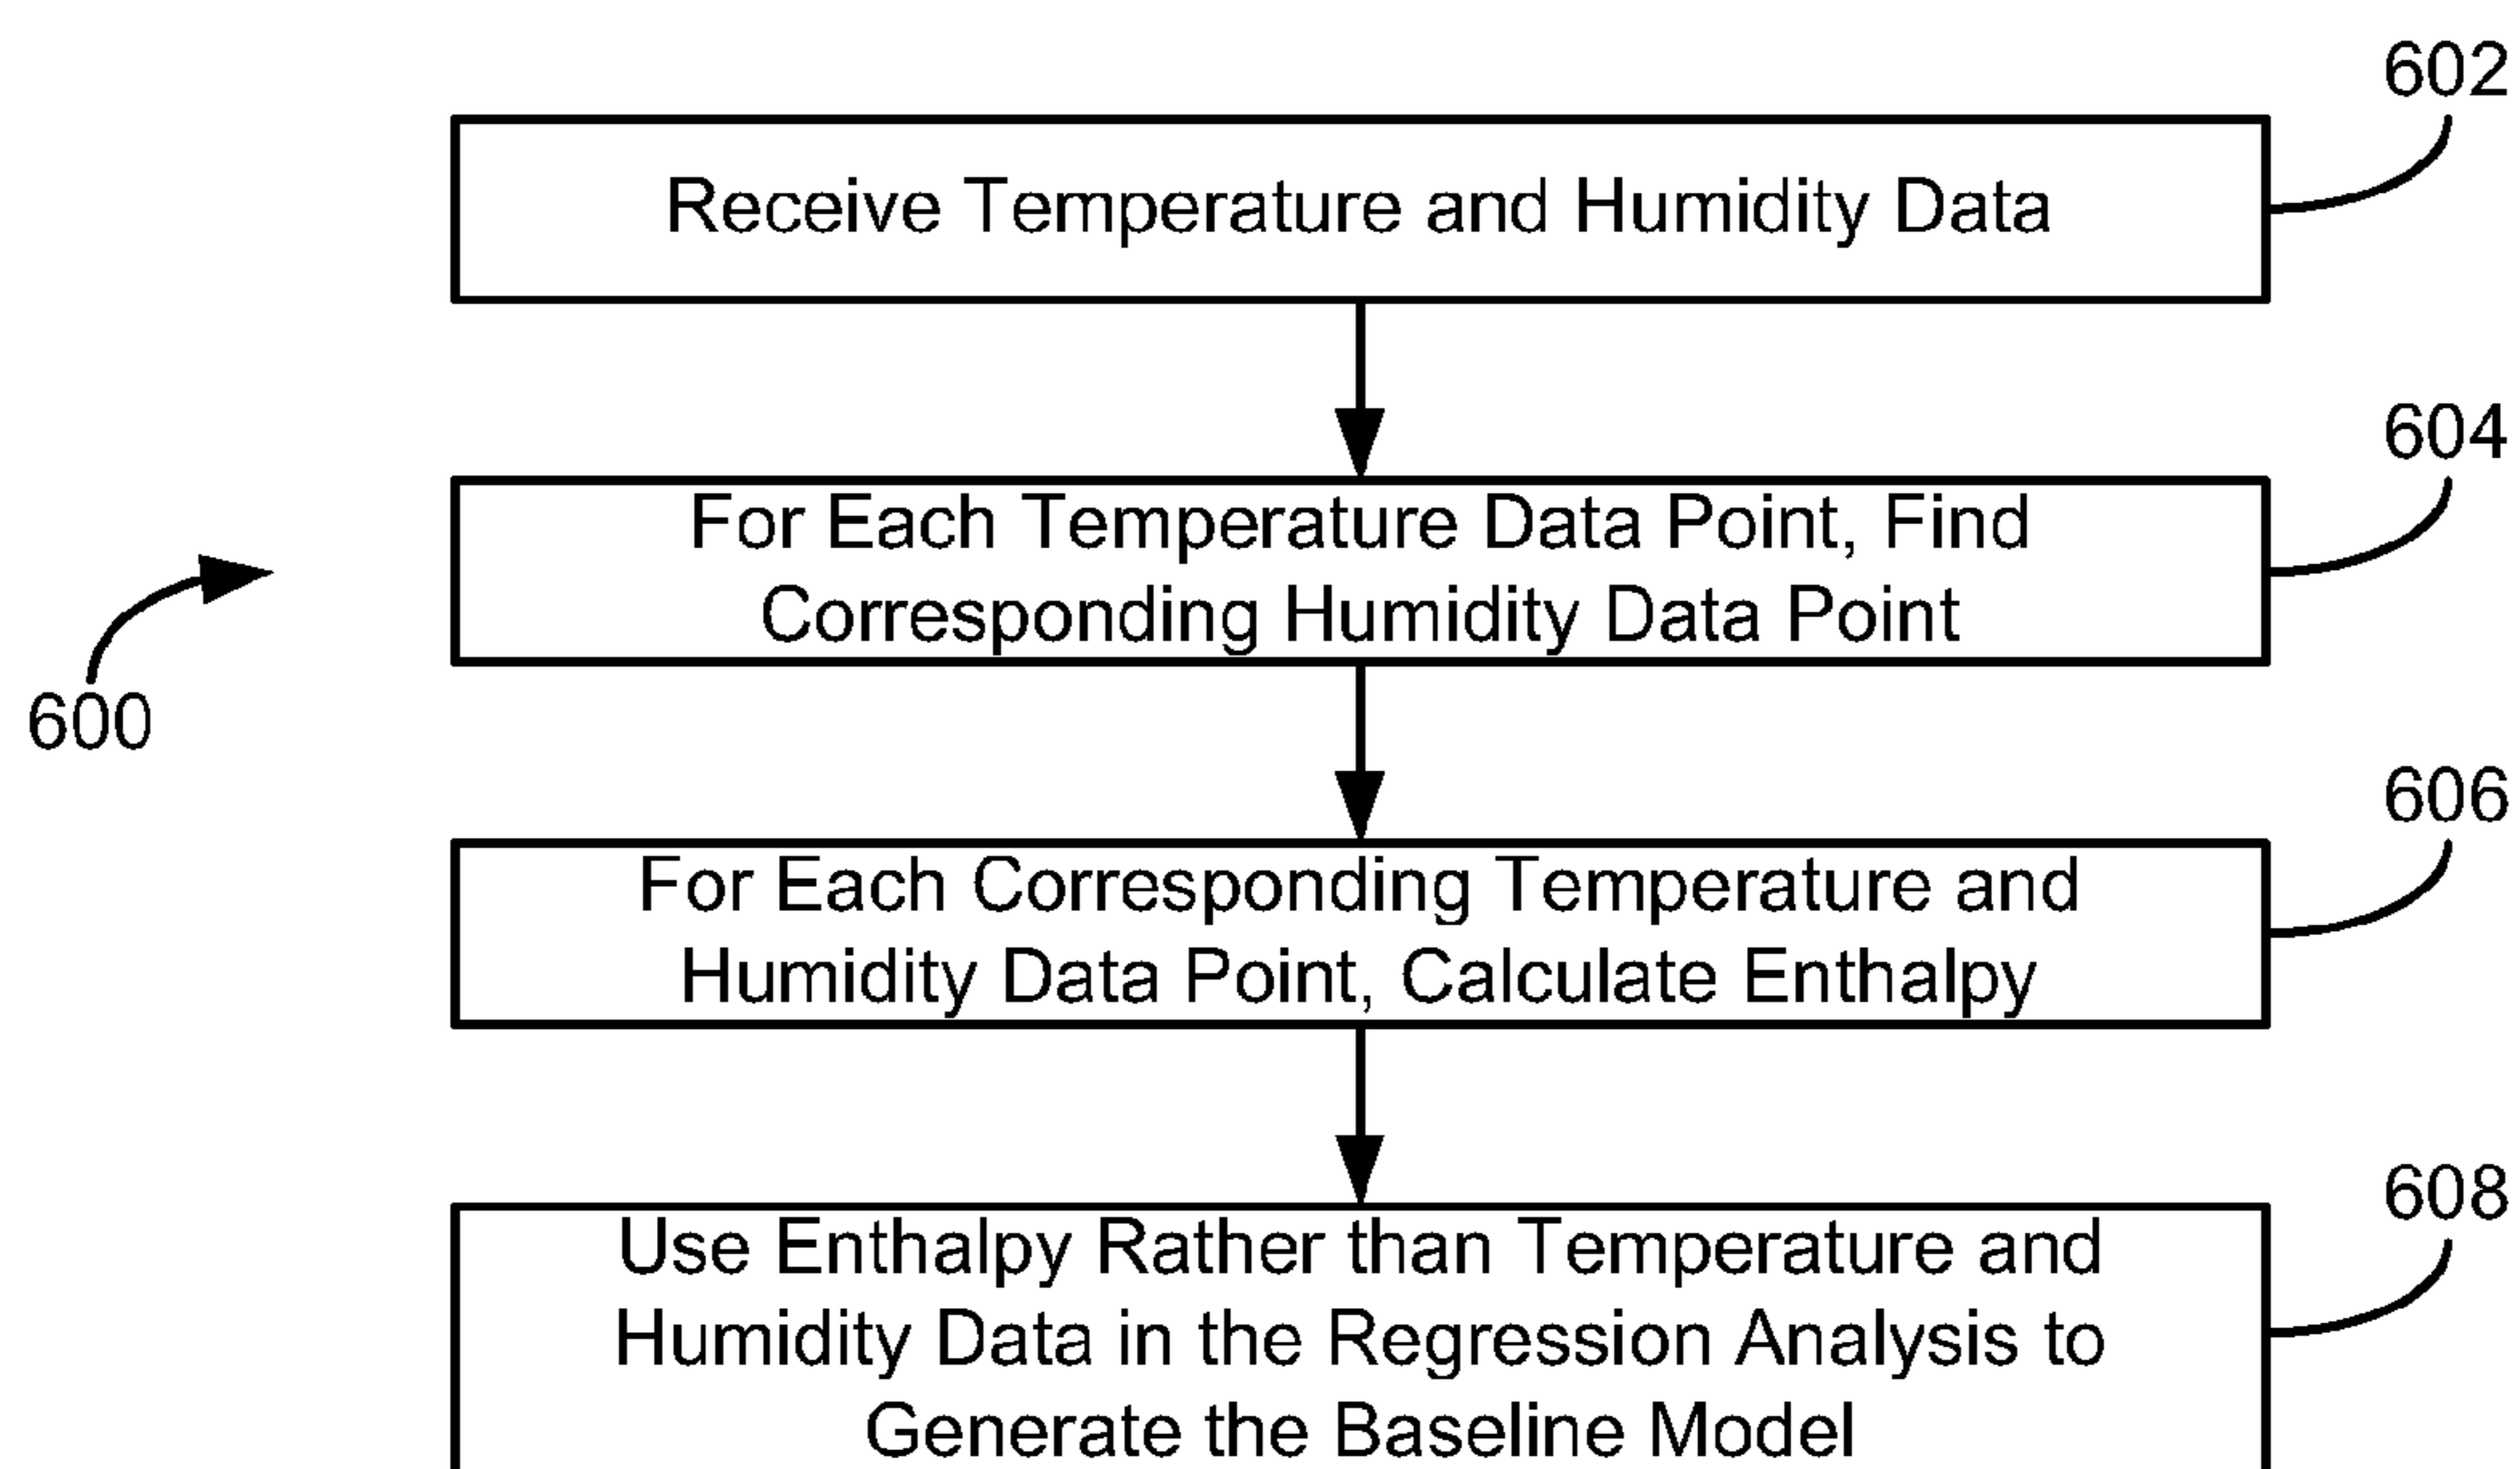 602
Receive Temperature and Humidity Data
604
For Each Temperature Data Point, Find
Corresponding Humidity Data Point
600
606
For Each Corresponding Temperature and
Humidity Data Point, Calculate Enthalpy
608
Use Enthalpy Rather than Temperature and
Humidity Data in the Regression Analysis to
Generate the Baseline Model